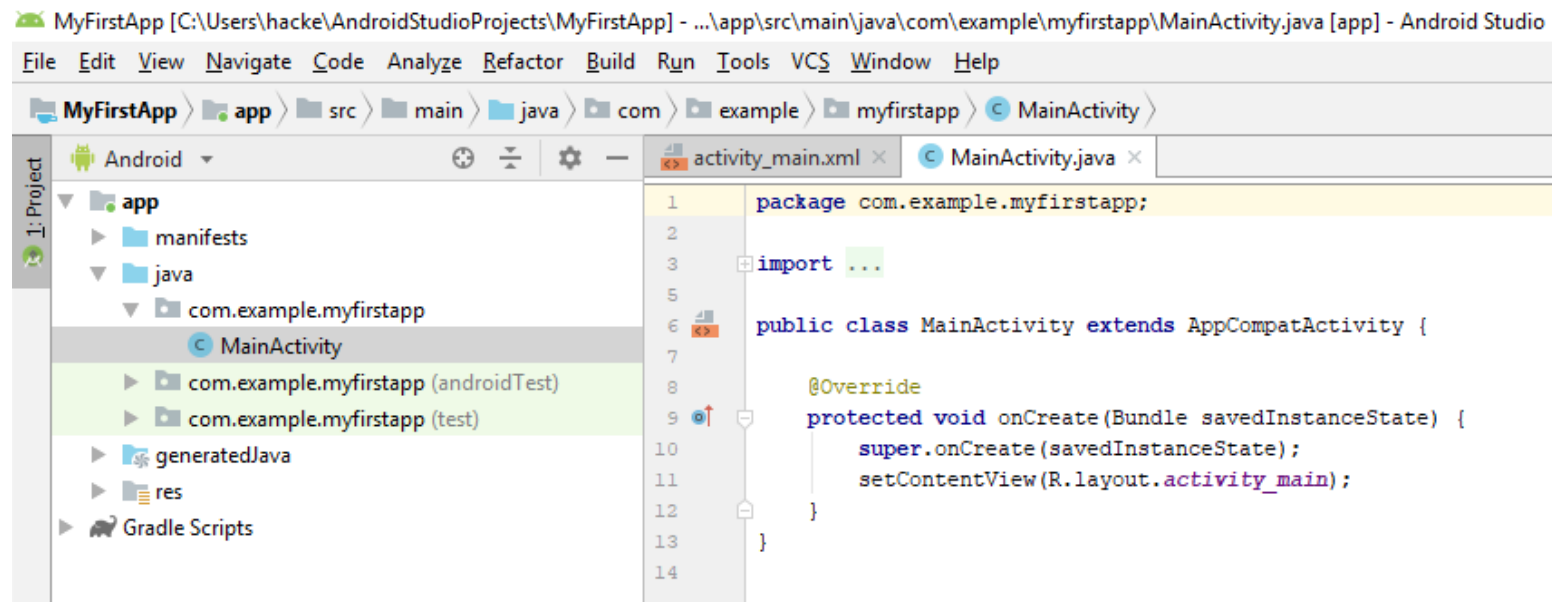 MyFirstApp [C:\Users\hacke\AndroidStudioProjects\MyFirstApp] - ...\app\src\main\java\com\example\myfirstapp\MainActivity.java [app] - Android Studio
File Edit View Navigate Code Analyze Refactor Build Run Tools VCS Window Help
MyFirstApp app src main java com example myfirstapp C MainActivity
1: Project
Android
app
manifests
java
com.example.myfirstapp
C MainActivity
com.example.myfirstapp (androidTest)
com.example.myfirstapp (test)
generatedJava
res
Gradle Scripts
activity_main.xml C MainActivity.java
1 package com.example.myfirstapp;
2
3 import ...
5
6 public class MainActivity extends AppCompatActivity {
7
8 @Override
9 protected void onCreate(Bundle savedInstanceState) {
10 super.onCreate(savedInstanceState);
11 setContentView(R.layout.activity_main);
12 }
13 }
14